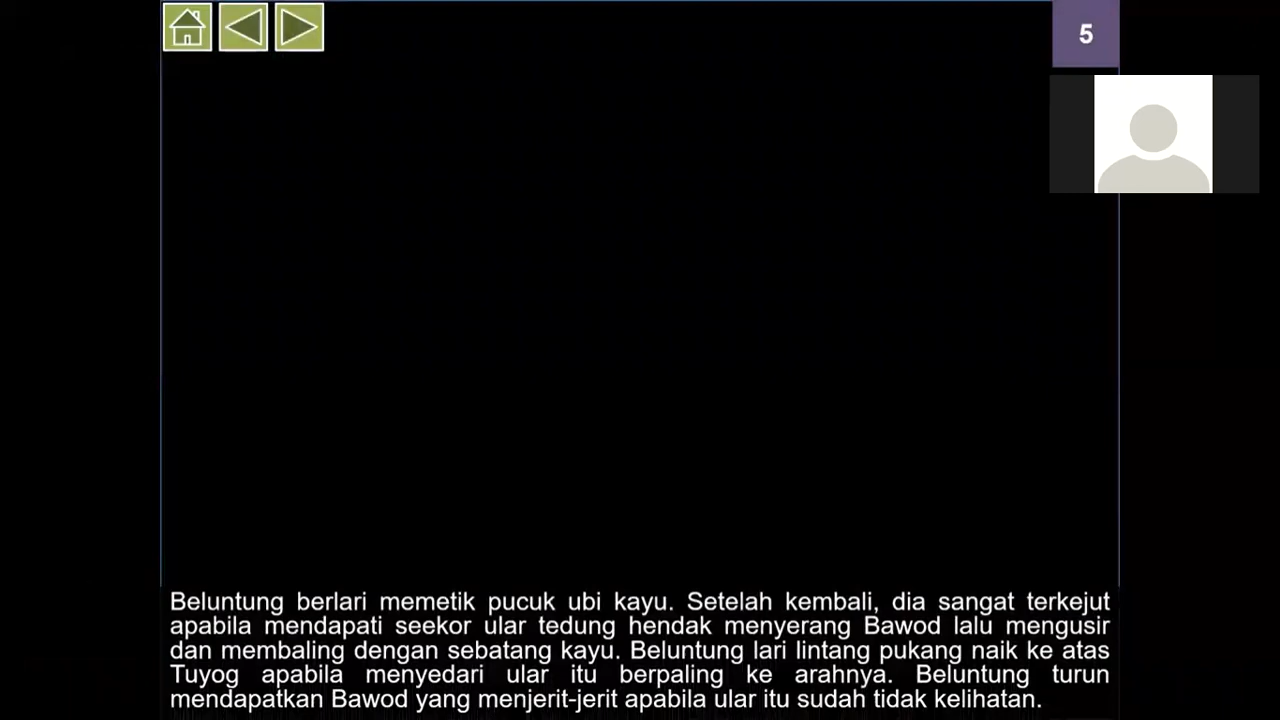 5
Beluntung berlari memetik pucuk ubi kayu. Setelah kembali, dia sangat terkejut
apabila mendapati seekor ular tedung hendak menyerang Bawod lalu mengusir
dan membaling dengan sebatang kayu. Beluntung lari lintang pukang naik ke atas
Tuyog apabila menyedari ular itu berpaling ke arahnya. Beluntung turun
mendapatkan Bawod yang menjerit-jerit apabila ular itu sudah tidak kelihatan.